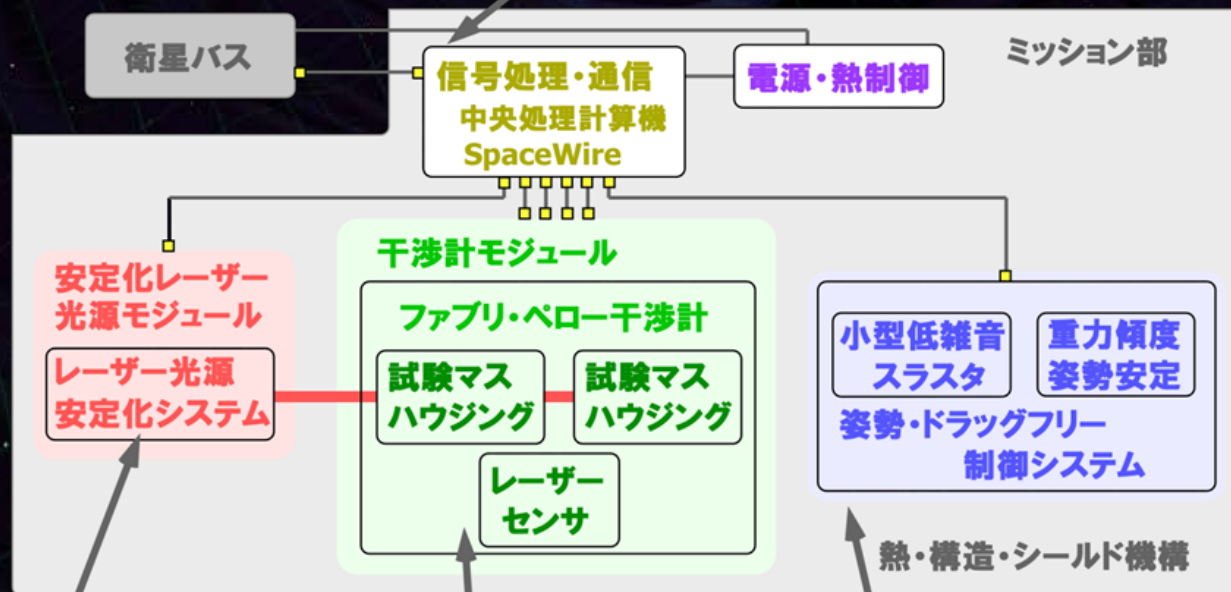 衛星バス
ミッション部
信号処理・通信
中央処理計算機
SpaceWire
電源・熱制御
安定化レーザー
光源モジュール
レーザー光源
安定化システム
干渉計モジュール
ファブリ・ペロー干渉計
試験マス
ハウジング
試験マス
ハウジング
レーザー
センサ
小型低雑音
スラスタ
重力傾度
姿勢安定
姿勢・ドラッグフリー
制御システム
熱・構造・シールド機構